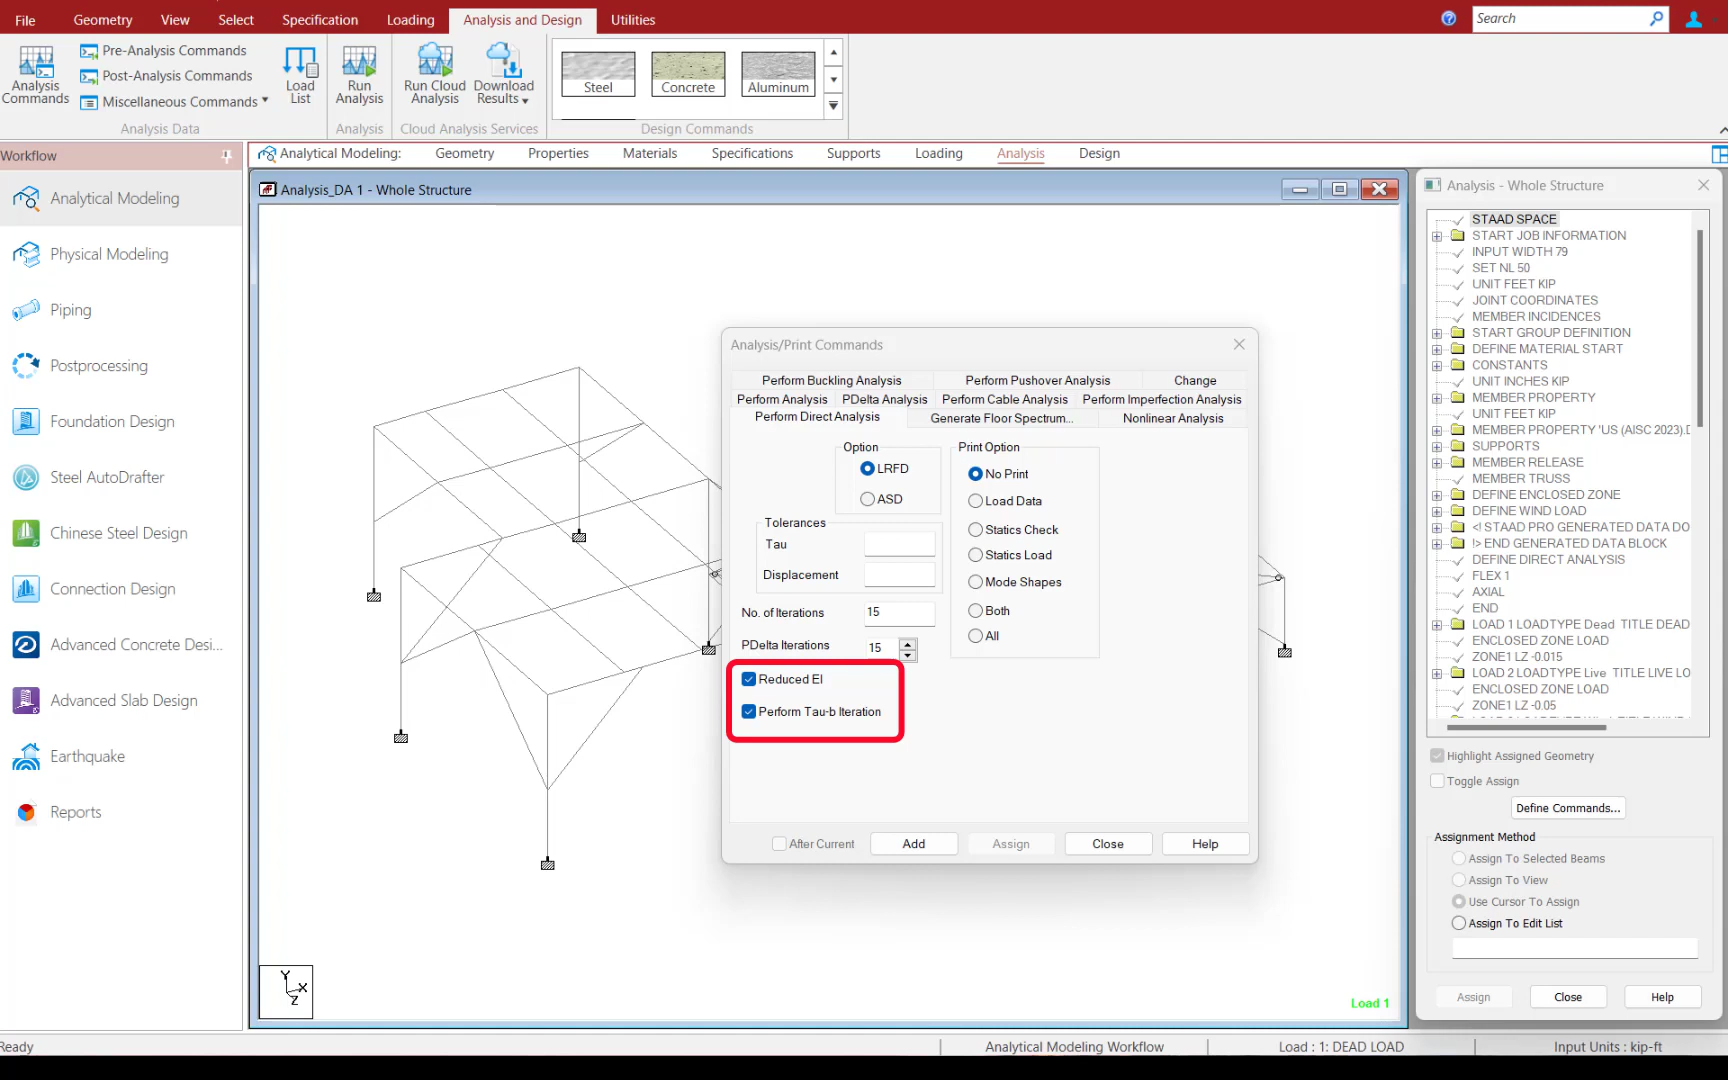 File
Geometry
View
Select
Specification
Loading
Analysis and Design
Utilities
Search
Analysis
Commands
Pre-Analysis Commands
Post-Analysis Commands
Miscellaneous Commands
Load
List
Run
Analysis
Run Cloud
Analysis
Download
Results
Steel
Concrete
Aluminum
Analysis Data
Analysis
Cloud Analysis Services
Design Commands
Workflow
Analytical Modeling
Physical Modeling
Piping
Postprocessing
Foundation Design
Steel AutoDrafter
Chinese Steel Design
Connection Design
Advanced Concrete Desi...
Advanced Slab Design
Earthquake
Reports
Analytical Modeling:
Geometry
Properties
Materials
Specifications
Supports
Loading
Analysis
Design
Analysis_DA 1 - Whole Structure
Y
X
Z
Load 1
Analysis/Print Commands
Perform Buckling Analysis
Perform Pushover Analysis
Change
Perform Analysis
PDelta Analysis
Perform Cable Analysis
Perform Imperfection Analysis
Perform Direct Analysis
Generate Floor Spectrum...
Nonlinear Analysis
Option
LRFD
ASD
Print Option
No Print
Load Data
Statics Check
Statics Load
Mode Shapes
Both
All
Tolerances
Tau
Displacement
No. of Iterations
15
PDelta Iterations
15
Reduced EI
Perform Tau-b Iteration
After Current
Add
Assign
Close
Help
Analysis - Whole Structure
STAAD SPACE
START JOB INFORMATION
INPUT WIDTH 79
SET NL 50
UNIT FEET KIP
JOINT COORDINATES
MEMBER INCIDENCES
START GROUP DEFINITION
DEFINE MATERIAL START
CONSTANTS
UNIT INCHES KIP
MEMBER PROPERTY
UNIT FEET KIP
MEMBER PROPERTY 'US (AISC 2023).D
SUPPORTS
MEMBER RELEASE
MEMBER TRUSS
DEFINE ENCLOSED ZONE
DEFINE WIND LOAD
<! STAAD PRO GENERATED DATA DO
!> END GENERATED DATA BLOCK
DEFINE DIRECT ANALYSIS
FLEX 1
AXIAL
END
LOAD 1 LOADTYPE Dead  TITLE DEAD
ENCLOSED ZONE LOAD
ZONE1 LZ -0.015
LOAD 2 LOADTYPE Live  TITLE LIVE LO
ENCLOSED ZONE LOAD
ZONE1 LZ -0.05
Highlight Assigned Geometry
Toggle Assign
Define Commands...
Assignment Method
Assign To Selected Beams
Assign To View
Use Cursor To Assign
Assign To Edit List
Assign
Close
Help
Ready
Analytical Modeling Workflow
Load : 1: DEAD LOAD
Input Units : kip-ft